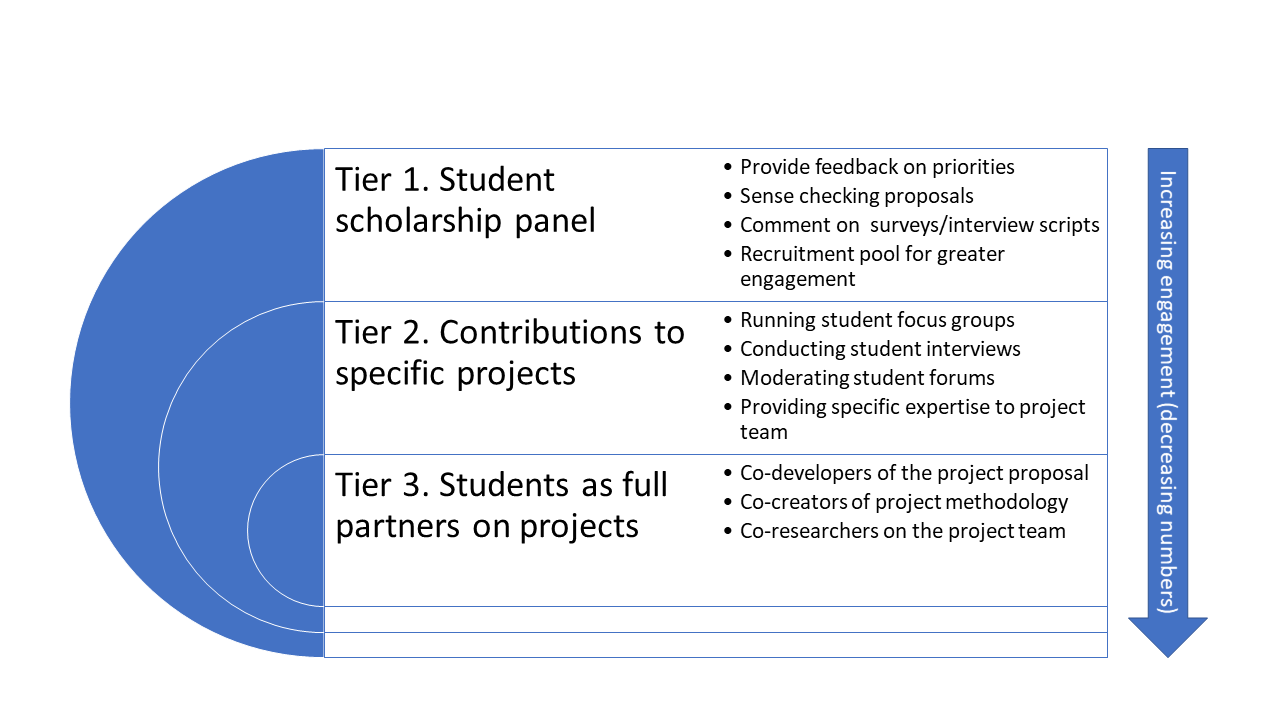 Tier 1. Student
scholarship panel
• Provide feedback on priorities
• Sense checking proposals
• Comment on  surveys/interview scripts
• Recruitment pool for greater
engagement
Tier 2. Contributions to
specific projects
• Running student focus groups
• Conducting student interviews
• Moderating student forums
• Providing specific expertise to project
team
Tier 3. Students as full
partners on projects
• Co-developers of the project proposal
• Co-creators of project methodology
• Co-researchers on the project team
Increasing engagement (decreasing numbers)